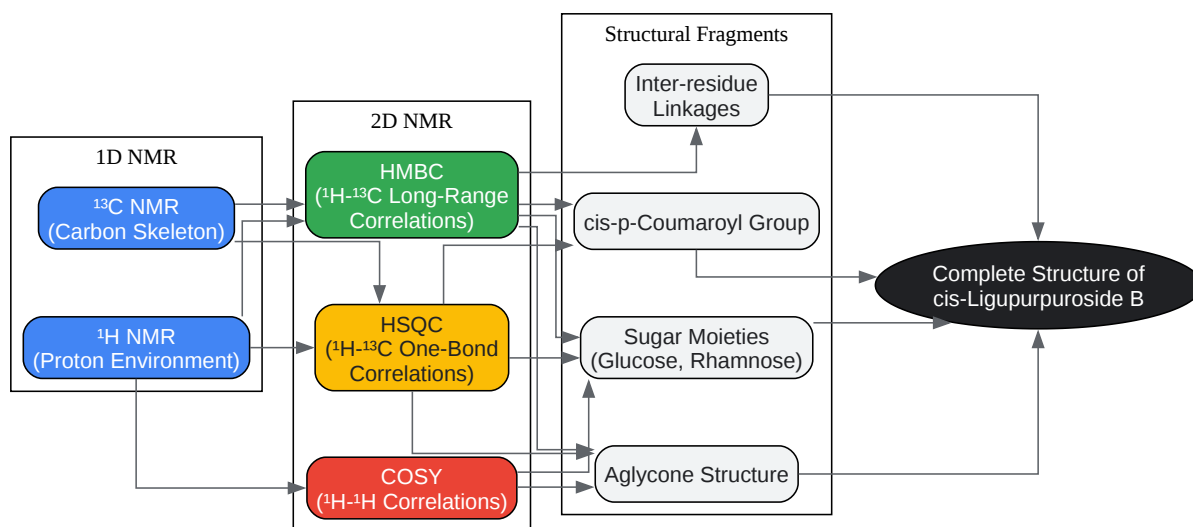 1D NMR
¹³C NMR
(Carbon Skeleton)
¹H NMR
(Proton Environment)
2D NMR
HMBC
(¹H-¹³C Long-Range
Correlations)
HSQC
(¹H-¹³C One-Bond
Correlations)
COSY
(¹H-¹H Correlations)
Structural Fragments
Inter-residue
Linkages
cis-p-Coumaroyl Group
Sugar Moieties
(Glucose, Rhamnose)
Aglycone Structure
Complete Structure of
cis-Ligupurpuroside B